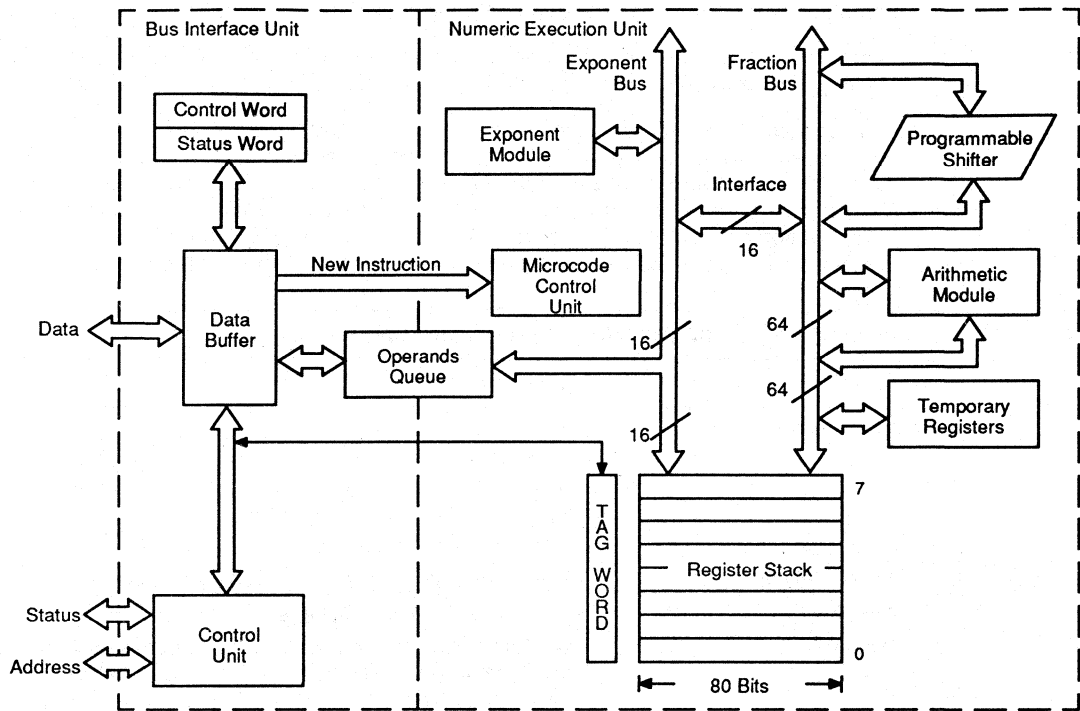 Bus Interface Unit
Numeric Execution Unit
Exponent
Bus
Fraction
Bus
Control Word
Status Word
Exponent
Module
Programmable
Shifter
Interface
16
New Instruction
Microcode
Control
Unit
Arithmetic
Module
Data
Data
Buffer
Operands
Queue
16
64
64
Temporary
Registers
16
TAG WORD
7
Register Stack
0
80 Bits
Status
Address
Control
Unit